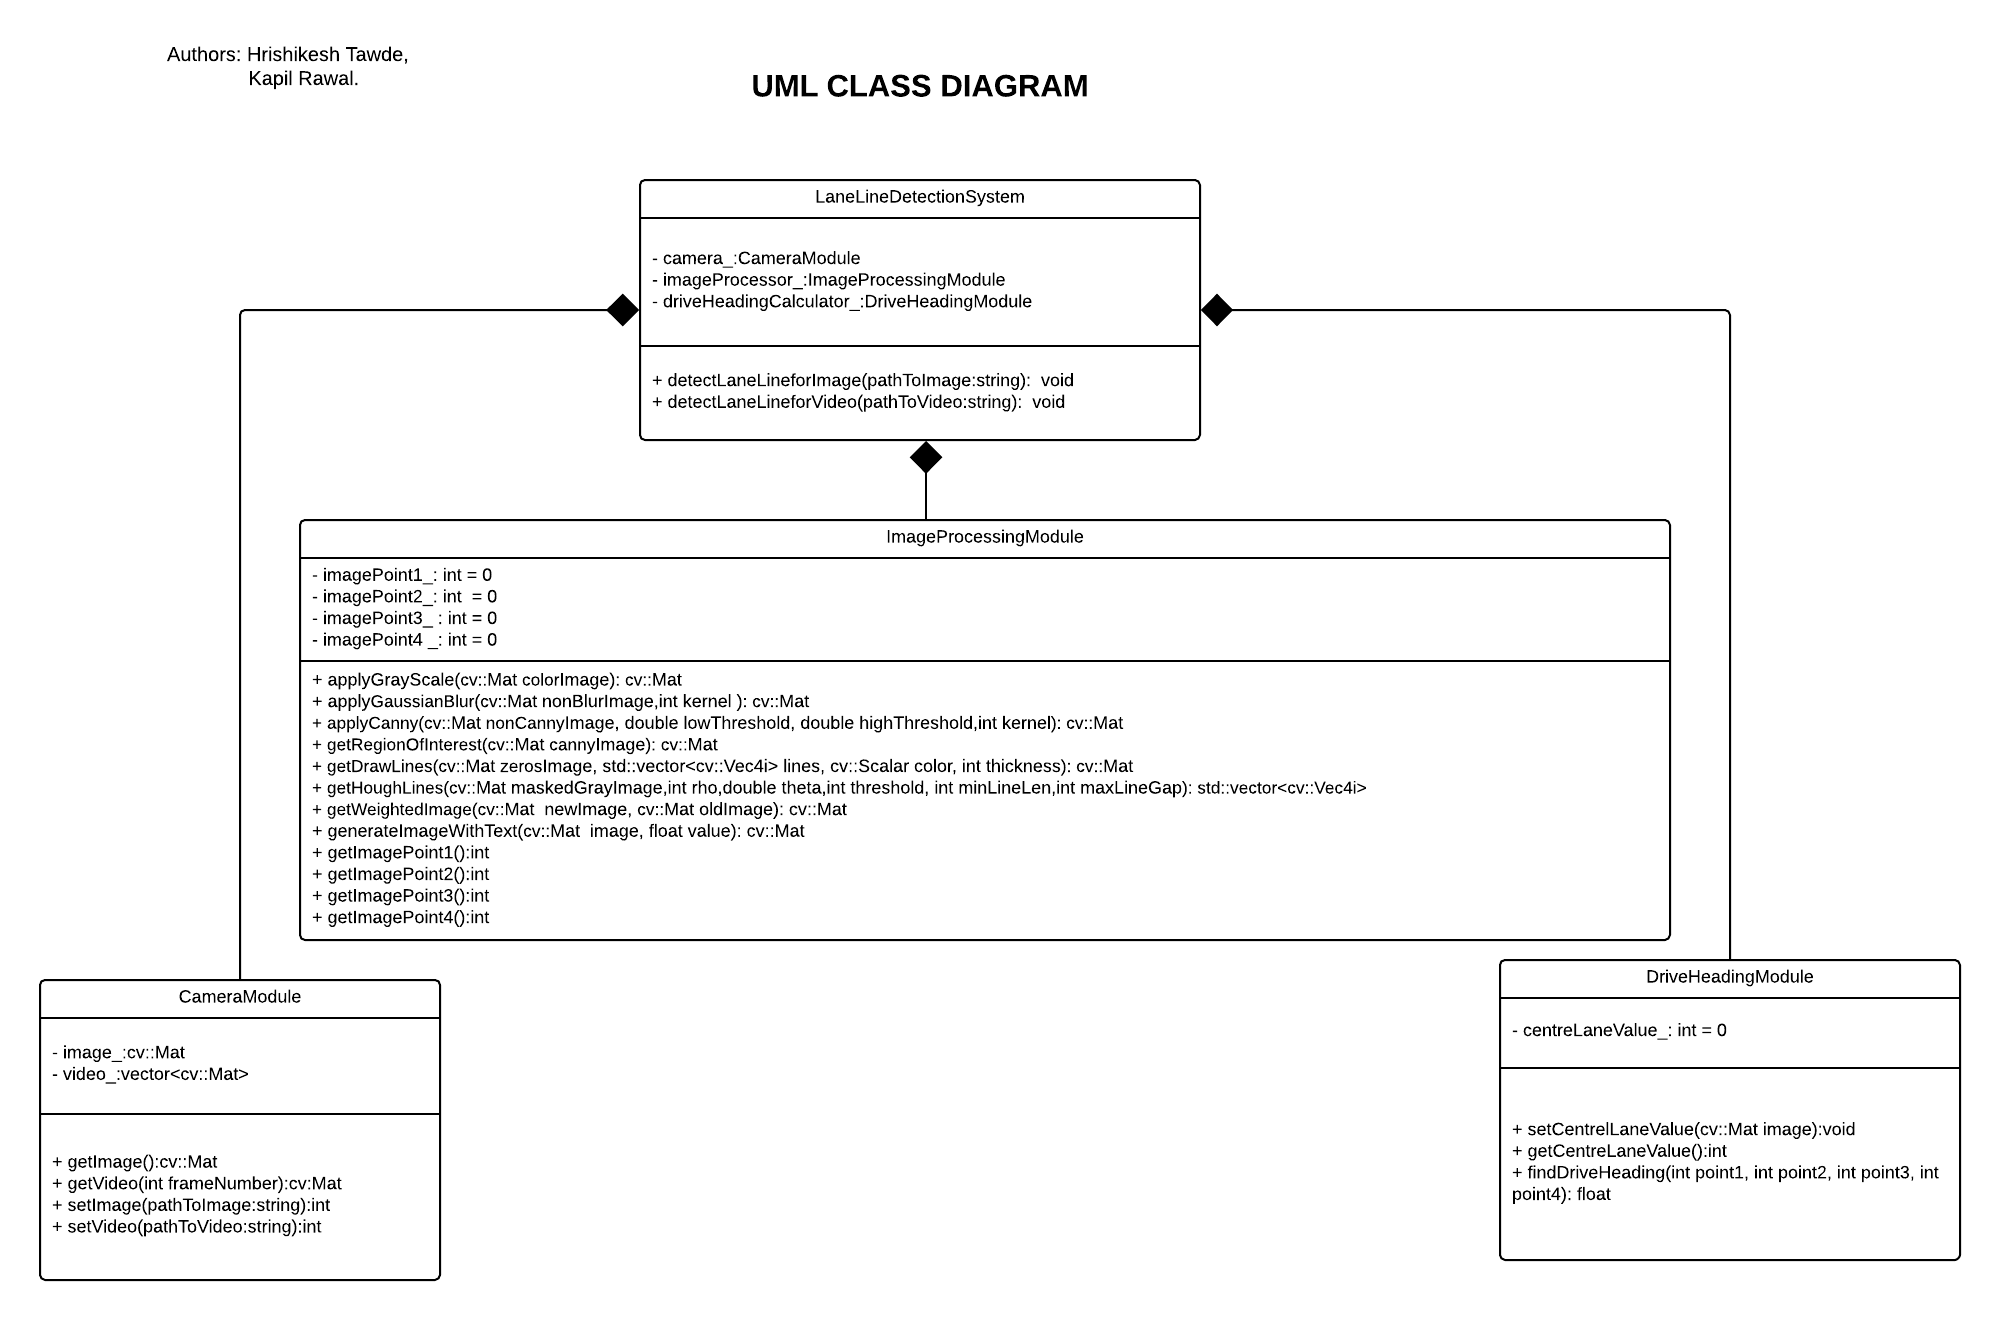 Authors: Hrishikesh Tawde,
Kapil Rawal.
UML CLASS DIAGRAM
LaneLineDetectionSystem
- camera_:CameraModule
- imageProcessor_:ImageProcessingModule
- driveHeadingCalculator_:DriveHeadingModule
+ detectLaneLineforImage(pathToImage:string):  void
+ detectLaneLineforVideo(pathToVideo:string):  void
ImageProcessingModule
- imagePoint1_: int = 0
- imagePoint2_: int  = 0
- imagePoint3_ : int = 0
- imagePoint4 _: int = 0
+ applyGrayScale(cv::Mat colorImage): cv::Mat
+ applyGaussianBlur(cv::Mat nonBlurImage,int kernel ): cv::Mat
+ applyCanny(cv::Mat nonCannyImage, double lowThreshold, double highThreshold,int kernel): cv::Mat
+ getRegionOfInterest(cv::Mat cannyImage): cv::Mat
+ getDrawLines(cv::Mat zerosImage, std::vector<cv::Vec4i> lines, cv::Scalar color, int thickness): cv::Mat
+ getHoughLines(cv::Mat maskedGrayImage,int rho,double theta,int threshold, int minLineLen,int maxLineGap): std::vector<cv::Vec4i>
+ getWeightedImage(cv::Mat  newImage, cv::Mat oldImage): cv::Mat
+ generateImageWithText(cv::Mat  image, float value): cv::Mat
+ getImagePoint1():int
+ getImagePoint2():int
+ getImagePoint3():int
+ getImagePoint4():int
CameraModule
- image_:cv::Mat
- video_:vector<cv::Mat>
+ getImage():cv::Mat
+ getVideo(int frameNumber):cv:Mat
+ setImage(pathToImage:string):int
+ setVideo(pathToVideo:string):int
DriveHeadingModule
- centreLaneValue_: int = 0
+ setCentrelLaneValue(cv::Mat image):void
+ getCentreLaneValue():int
+ findDriveHeading(int point1, int point2, int point3, int
point4): float